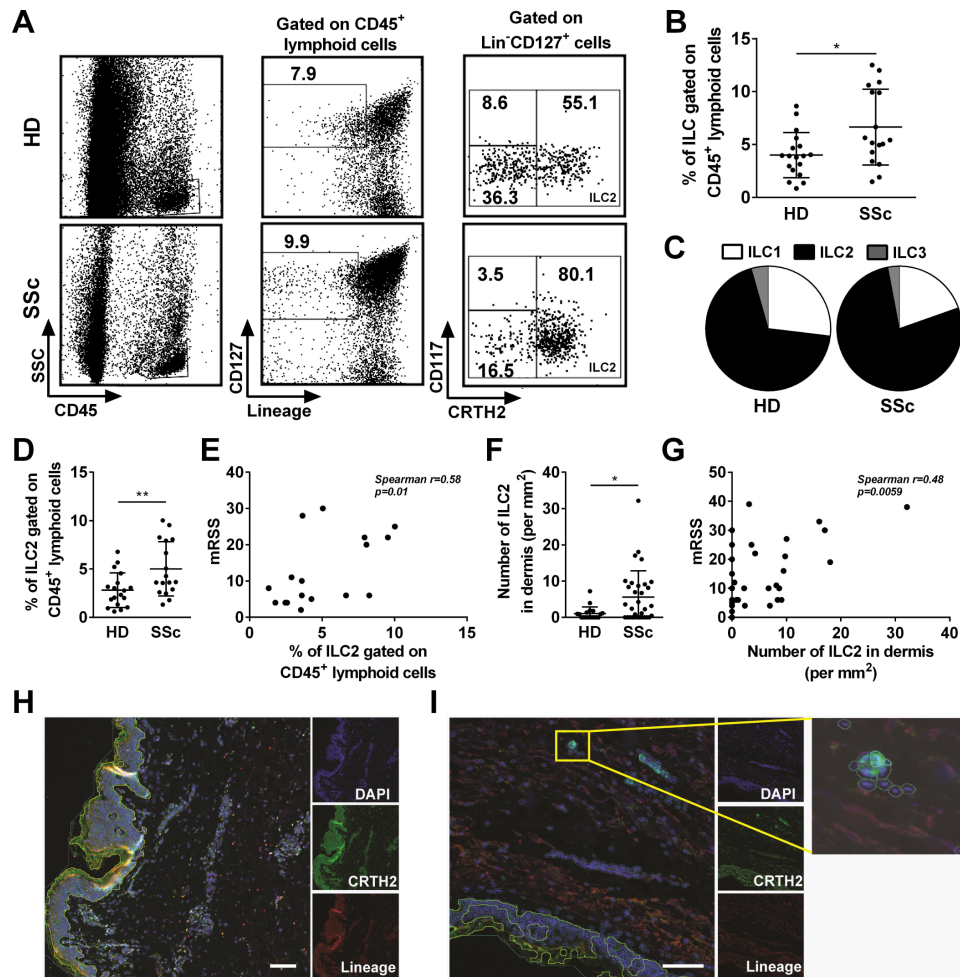 A
Gated on CD45+
lymphoid cells
Gated on
Lin-CD127+ cells
HD
7.9
8.6
55.1
36.3
ILC2
SSc
9.9
3.5
80.1
16.5
ILC2
SSC
CD45
CD127
Lineage
CD117
CRTH2
B
% of ILC gated on
CD45+ lymphoid cells
15
10
5
0
*
HD
SSc
C
ILC1
ILC2
ILC3
HD
SSc
D
% of ILC2 gated on
CD45+ lymphoid cells
15
10
5
0
**
HD
SSc
E
mRSS
50
40
30
20
10
0
Spearman r=0.58
p=0.01
0
5
10
15
% of ILC2 gated on
CD45+ lymphoid cells
F
Number of ILC2
in dermis (per mm2)
40
30
20
10
0
*
HD
SSc
G
mRSS
50
40
30
20
10
0
Spearman r=0.48
p=0.0059
0
10
20
30
40
Number of ILC2 in dermis
(per mm2)
H
DAPI
CRTH2
Lineage
I
DAPI
CRTH2
Lineage